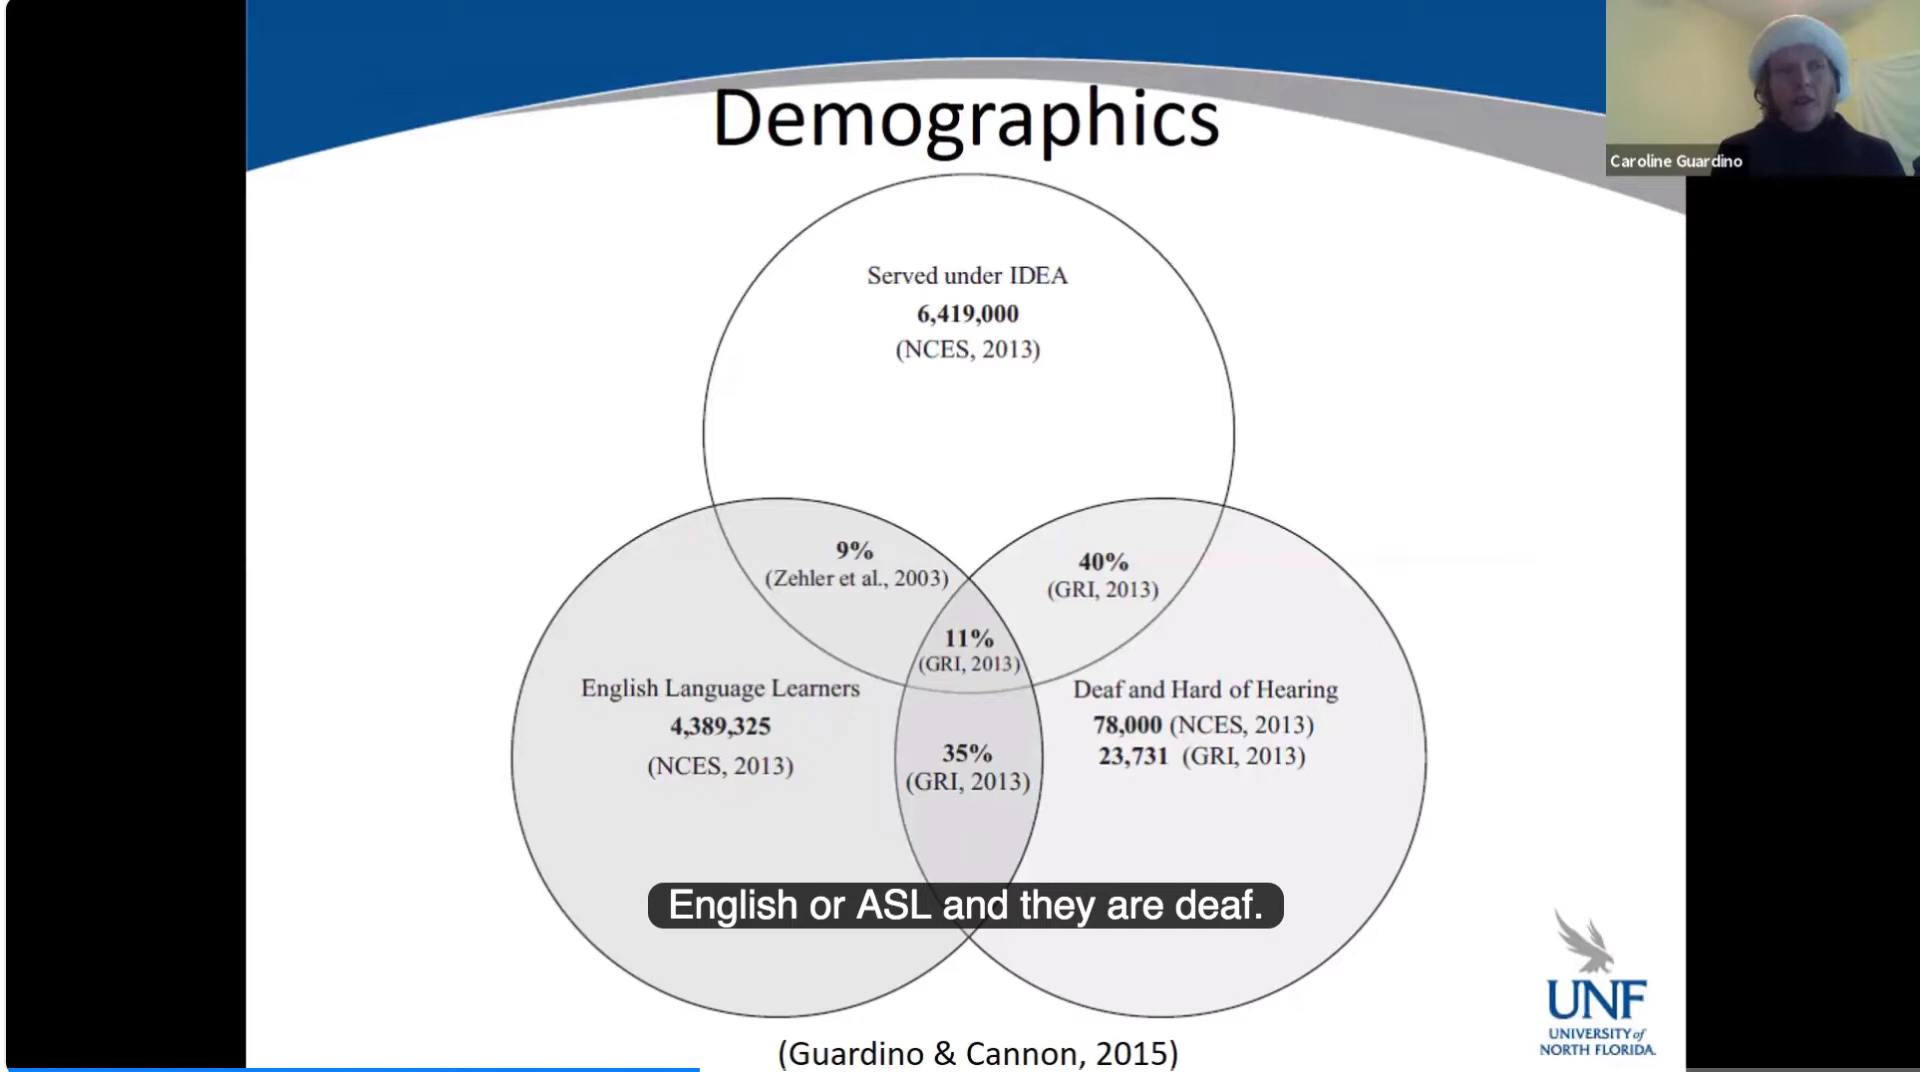 Demographics
Caroline Guardino
Served under IDEA
6,419,000
(NCES, 2013)
9%
(Zehler et al., 2003)
40%
(GRI, 2013)
11%
(GRI, 2013)
English Language Learners
4,389,325
(NCES, 2013)
Deaf and Hard of Hearing
78,000 (NCES, 2013)
23,731 (GRI, 2013)
35%
(GRI, 2013)
English or ASL and they are deaf.
UNF
UNIVERSITY of
NORTH FLORIDA.
(Guardino & Cannon, 2015)